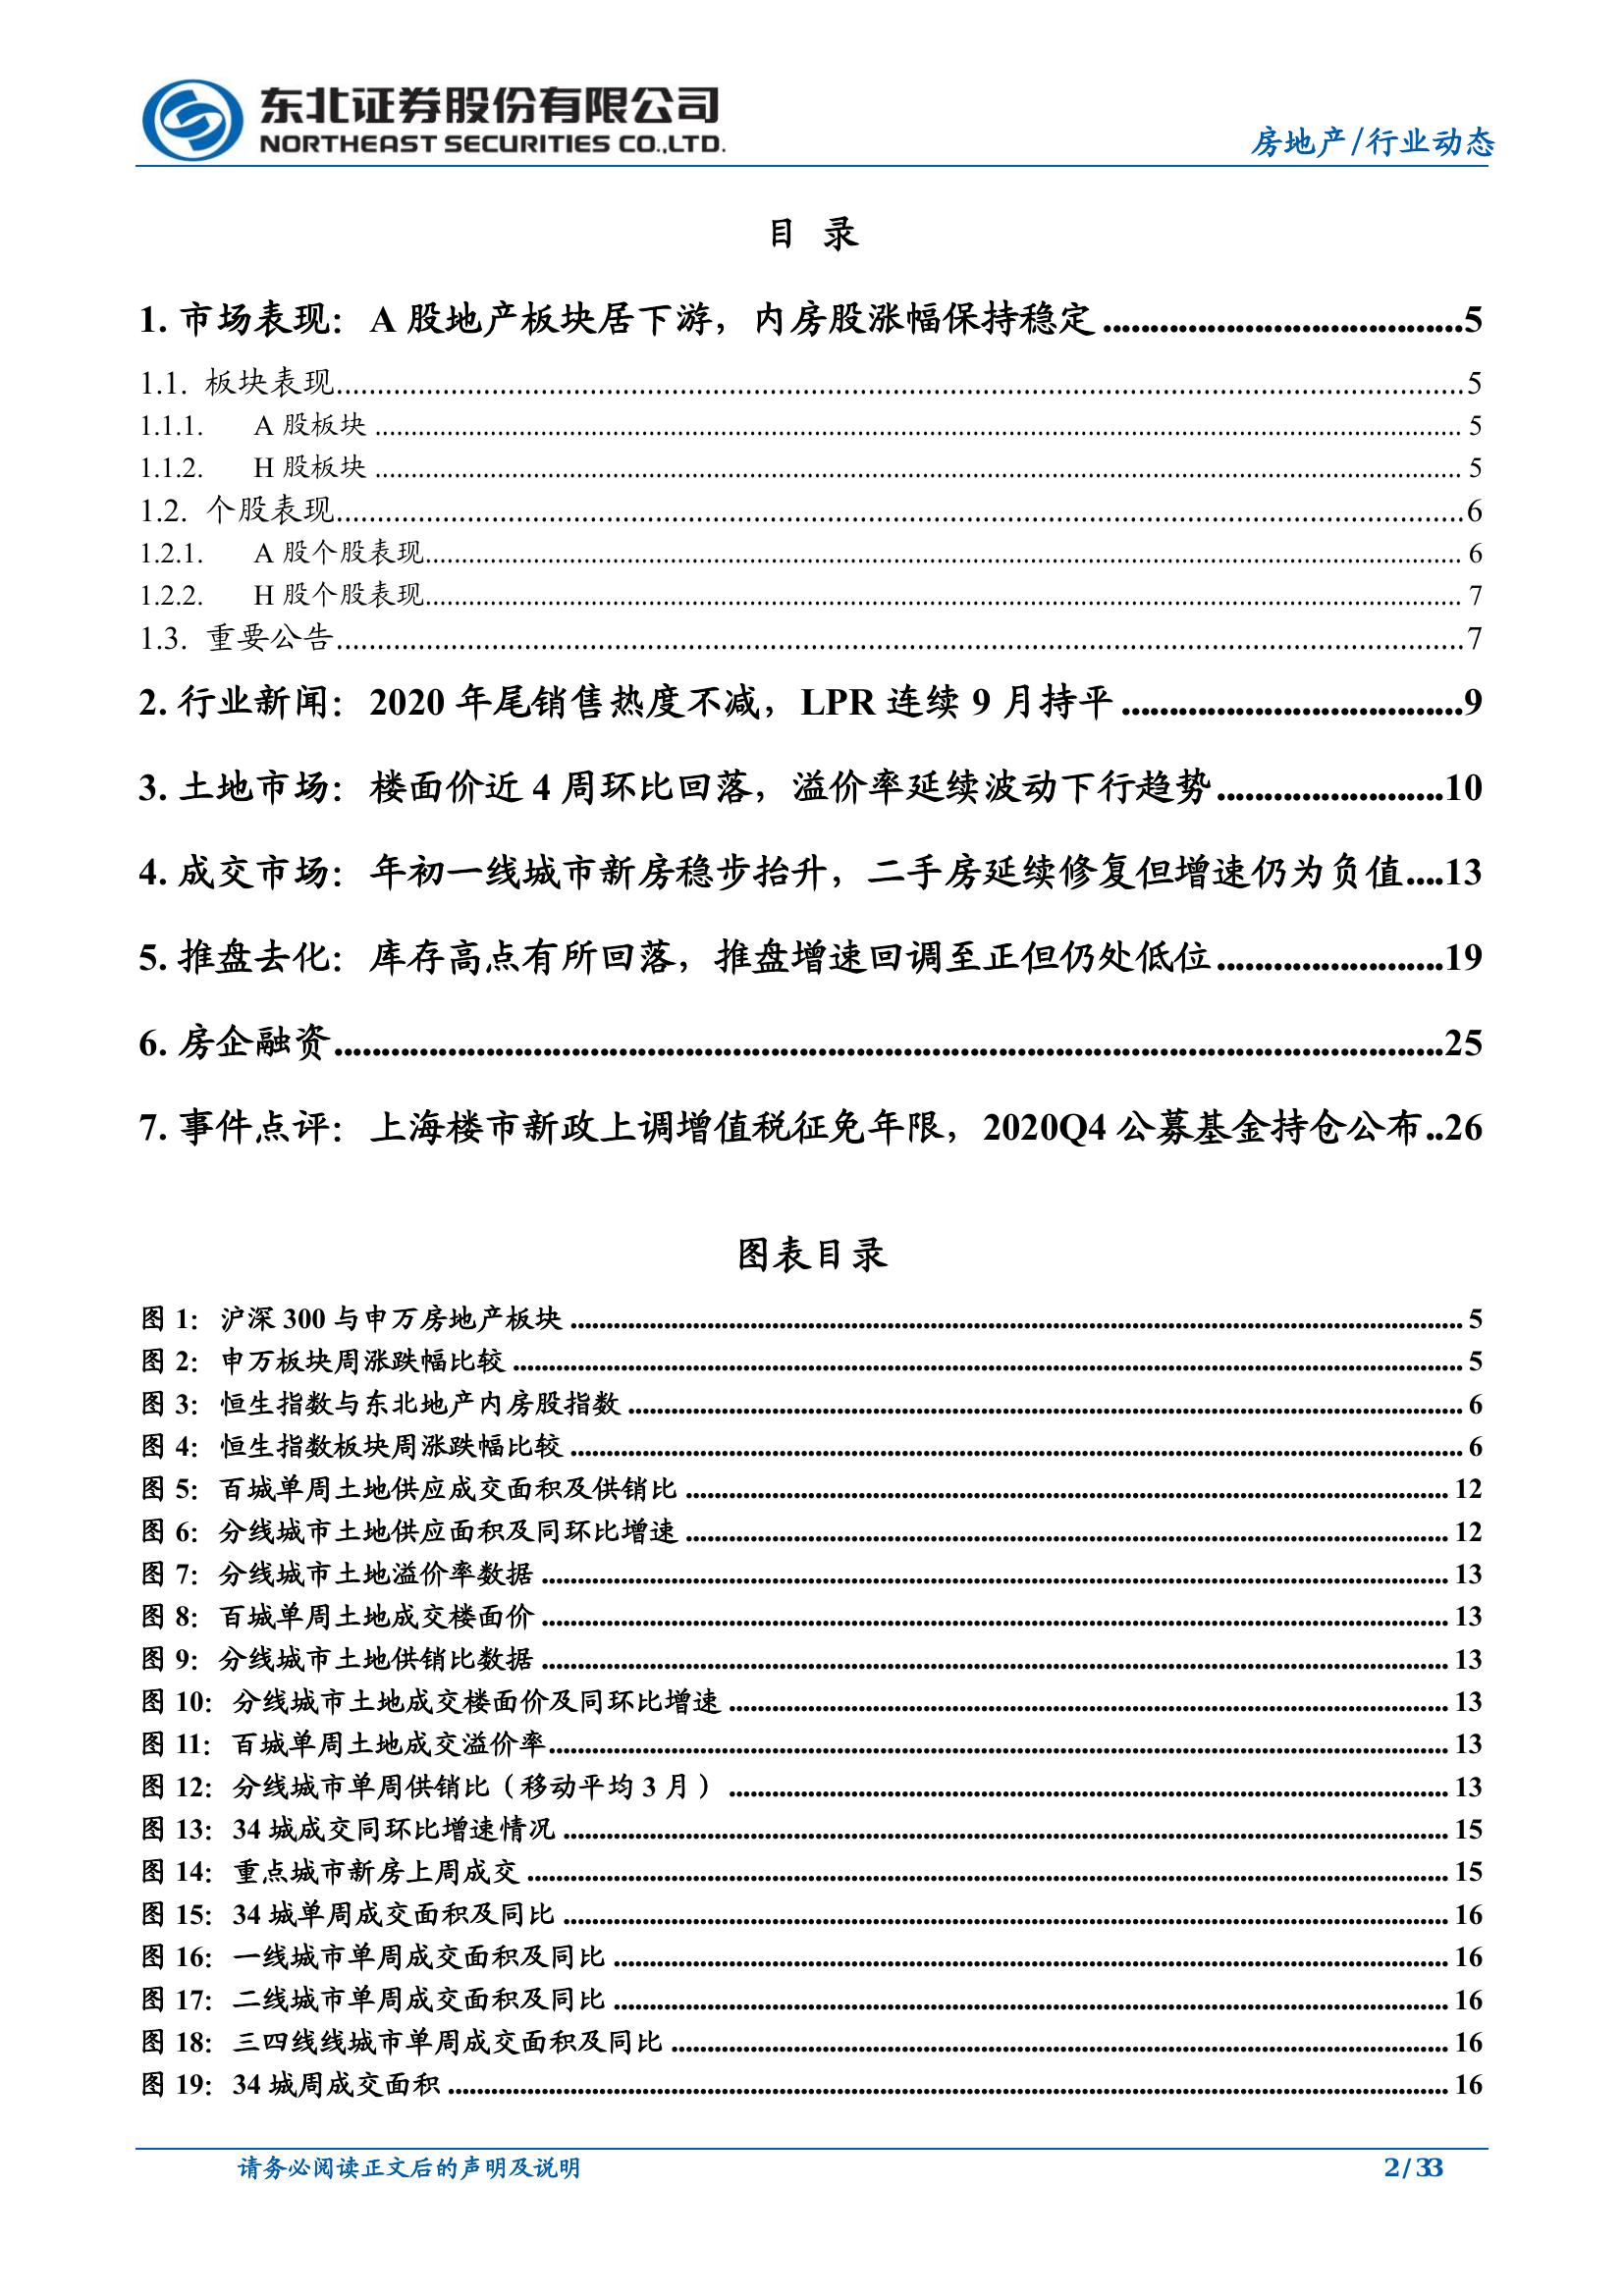 东北证券股份有限公司
NORTHEAST SECURITIES CO.,LTD.
房地产/行业动态
目 录
1. 市场表现：A 股地产板块居下游，内房股涨幅保持稳定......................................5
1.1. 板块表现......................................5
1.1.1. A 股板块 ...................................... 5
1.1.2. H 股板块 ...................................... 5
1.2. 个股表现......................................6
1.2.1. A 股个股表现...................................... 6
1.2.2. H 股个股表现...................................... 7
1.3. 重要公告......................................7
2. 行业新闻：2020 年尾销售热度不减，LPR 连续 9 月持平......................................9
3. 土地市场：楼面价近 4 周环比回落，溢价率延续波动下行趋势........................10
4. 成交市场：年初一线城市新房稳步抬升，二手房延续修复但增速仍为负值....13
5. 推盘去化：库存高点有所回落，推盘增速回调至正但仍处低位........................19
6. 房企融资......................................25
7. 事件点评：上海楼市新政上调增值税征免年限，2020Q4 公募基金持仓公布..26
图表目录
图 1：沪深 300 与申万房地产板块 ...................................... 5
图 2：申万板块周涨跌幅比较 ...................................... 5
图 3：恒生指数与东北地产内房股指数 ...................................... 6
图 4：恒生指数板块周涨跌幅比较 ...................................... 6
图 5：百城单周土地供应成交面积及供销比 ...................................... 12
图 6：分线城市土地供应面积及同环比增速 ...................................... 12
图 7：分线城市土地溢价率数据 ...................................... 13
图 8：百城单周土地成交楼面价 ...................................... 13
图 9：分线城市土地供销比数据 ...................................... 13
图 10：分线城市土地成交楼面价及同环比增速 ...................................... 13
图 11：百城单周土地成交溢价率...................................... 13
图 12：分线城市单周供销比（移动平均 3 月） ...................................... 13
图 13：34 城成交同环比增速情况 ...................................... 15
图 14：重点城市新房上周成交 ...................................... 15
图 15：34 城单周成交面积及同比 ...................................... 16
图 16：一线城市单周成交面积及同比 ...................................... 16
图 17：二线城市单周成交面积及同比 ...................................... 16
图 18：三四线线城市单周成交面积及同比 ...................................... 16
图 19：34 城周成交面积 ...................................... 16
请务必阅读正文后的声明及说明
2 / 33